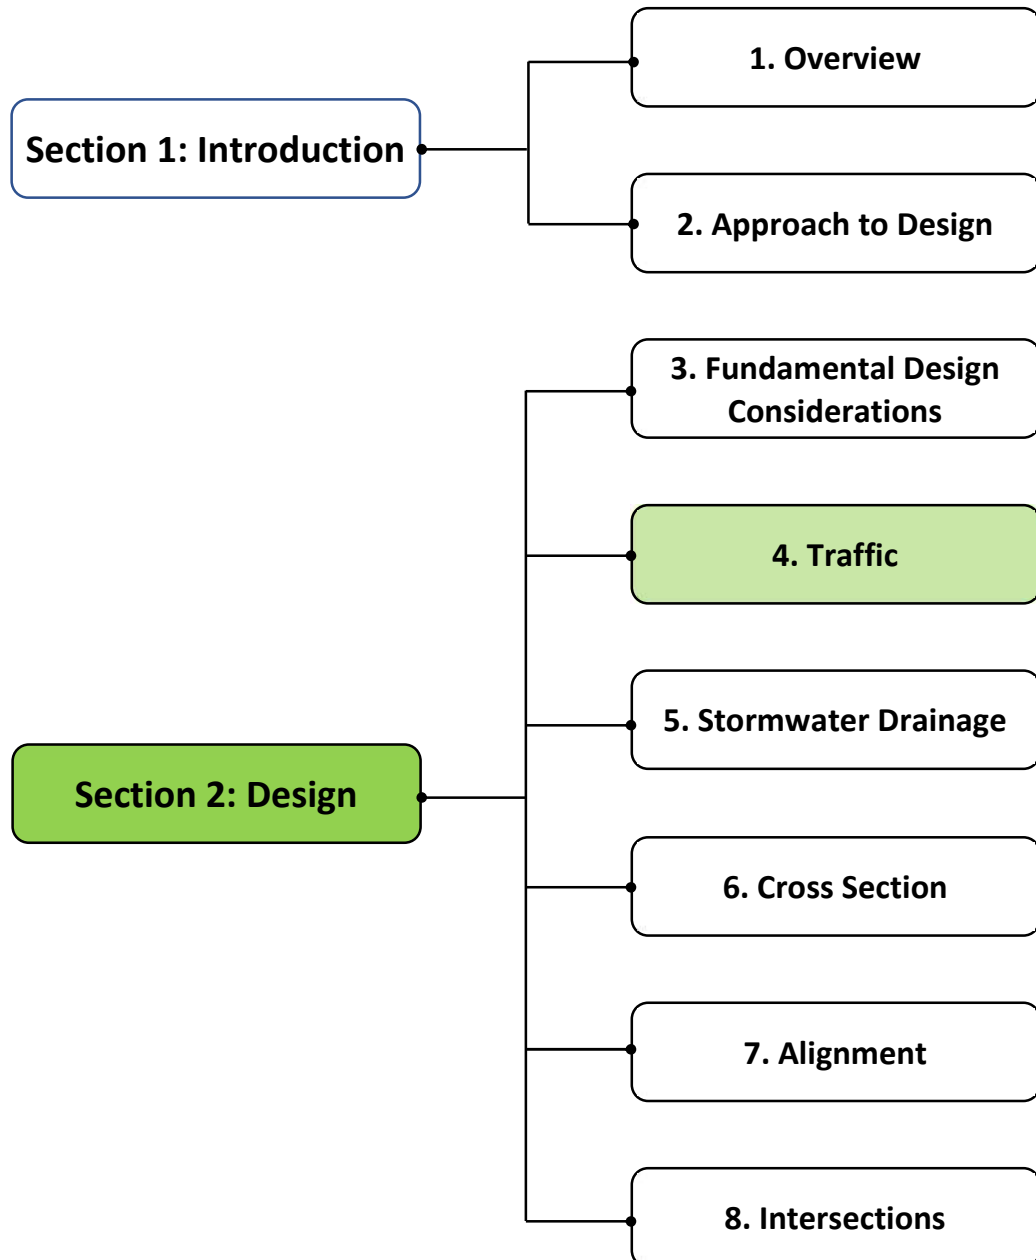 1. Overview
Section 1: Introduction
2. Approach to Design
3. Fundamental Design
Considerations
4. Traffic
5. Stormwater Drainage
Section 2: Design
6. Cross Section
7. Alignment
8. Intersections